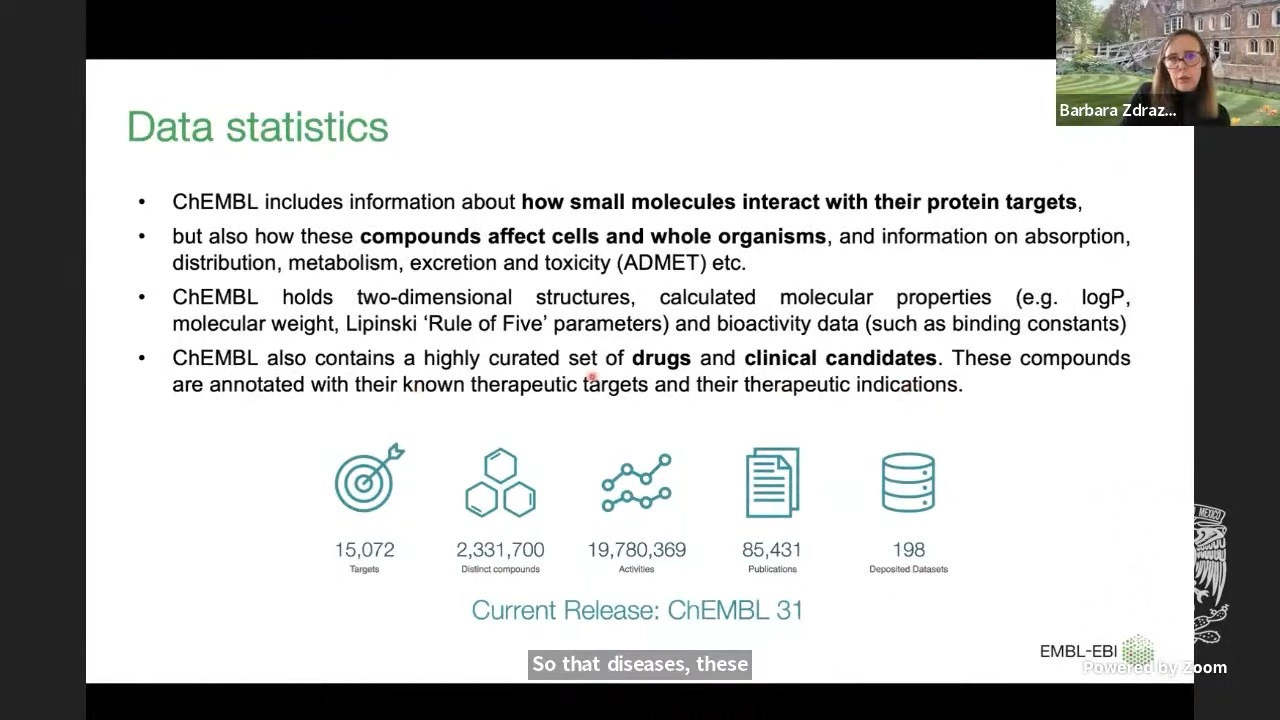 Barbara Zdraz...
Data statistics
• ChEMBL includes information about how small molecules interact with their protein targets,
• but also how these compounds affect cells and whole organisms, and information on absorption,
distribution, metabolism, excretion and toxicity (ADMET) etc.
• ChEMBL holds two-dimensional structures, calculated molecular properties (e.g. logP,
molecular weight, Lipinski ‘Rule of Five’ parameters) and bioactivity data (such as binding constants)
• ChEMBL also contains a highly curated set of drugs and clinical candidates. These compounds
are annotated with their known therapeutic targets and their therapeutic indications.
15,072 2,331,700 19,780,369 85,431 198
Targets Distinct compounds Activities Publications Deposited Datasets
Current Release: ChEMBL 31
MEXICO
EMBL-EBI
So that diseases, these
Powered by Zoom